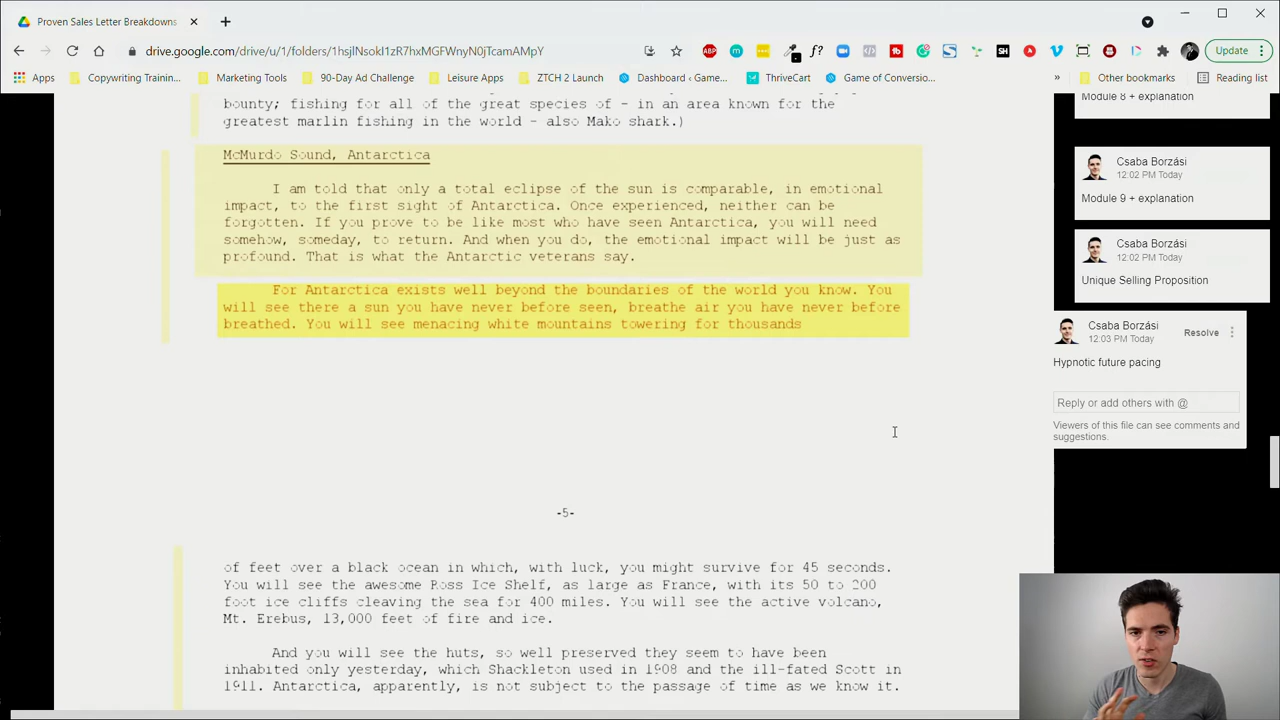 Proven Sales Letter Breakdowns
drive.google.com/drive/u/1/folders/1hsjlNsokI1zR7hxMGFWnyN0jTcamAMpY
Update
Apps
Copywriting Trainin...
Marketing Tools
90-Day Ad Challenge
Leisure Apps
ZTCH 2 Launch
Dashboard ‹ Game...
ThriveCart
Game of Conversio...
»
Other bookmarks
Reading list
bounty; fishing for all of the great species of - in an area known for the
greatest marlin fishing in the world - also Mako shark.)
McMurdo Sound, Antarctica
I am told that only a total eclipse of the sun is comparable, in emotional
impact, to the first sight of Antarctica. Once experienced, neither can be
forgotten. If you prove to be like most who have seen Antarctica, you will need
somehow, someday, to return. And when you do, the emotional impact will be just as
profound. That is what the Antarctic veterans say.
For Antarctica exists well beyond the boundaries of the world you know. You
will see there a sun you have never before seen, breathe air you have never before
breathed. You will see menacing white mountains towering for thousands
-5-
of feet over a black ocean in which, with luck, you might survive for 45 seconds.
You will see the awesome Ross Ice Shelf, as large as France, with its 50 to 200
foot ice cliffs cleaving the sea for 400 miles. You will see the active volcano,
Mt. Erebus, 13,000 feet of fire and ice.
And you will see the huts, so well preserved they seem to have been
inhabited only yesterday, which Shackleton used in 1908 and the ill-fated Scott in
1911. Antarctica, apparently, is not subject to the passage of time as we know it.
Module 8 + explanation
Csaba Borzási
12:02 PM Today
Module 9 + explanation
Csaba Borzási
12:02 PM Today
Unique Selling Proposition
Csaba Borzási
12:03 PM Today
Resolve
Hypnotic future pacing
Reply or add others with @
Viewers of this file can see comments and
suggestions.